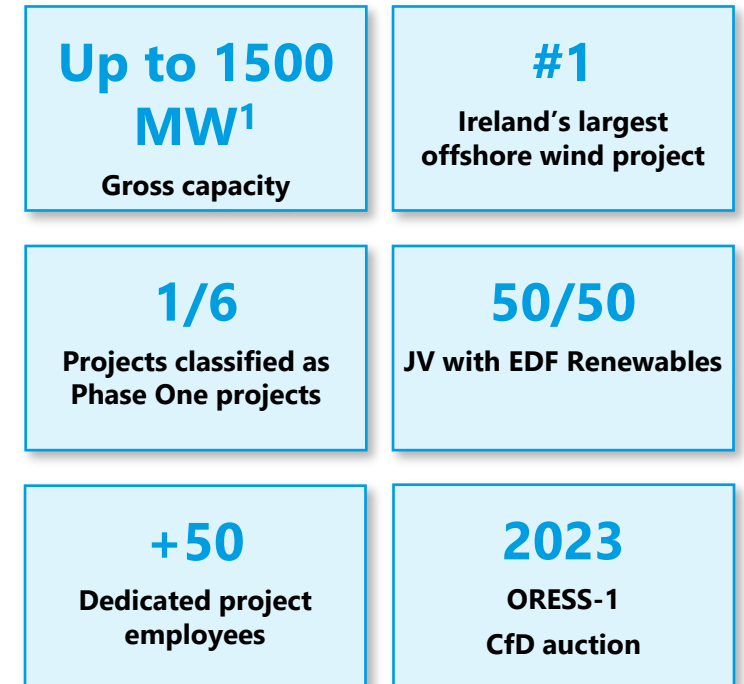 Up to 1500
MW¹
Gross capacity
#1
Ireland’s largest
offshore wind project
1/6
Projects classified as
Phase One projects
50/50
JV with EDF Renewables
+50
Dedicated project
employees
2023
ORESS-1
CfD auction